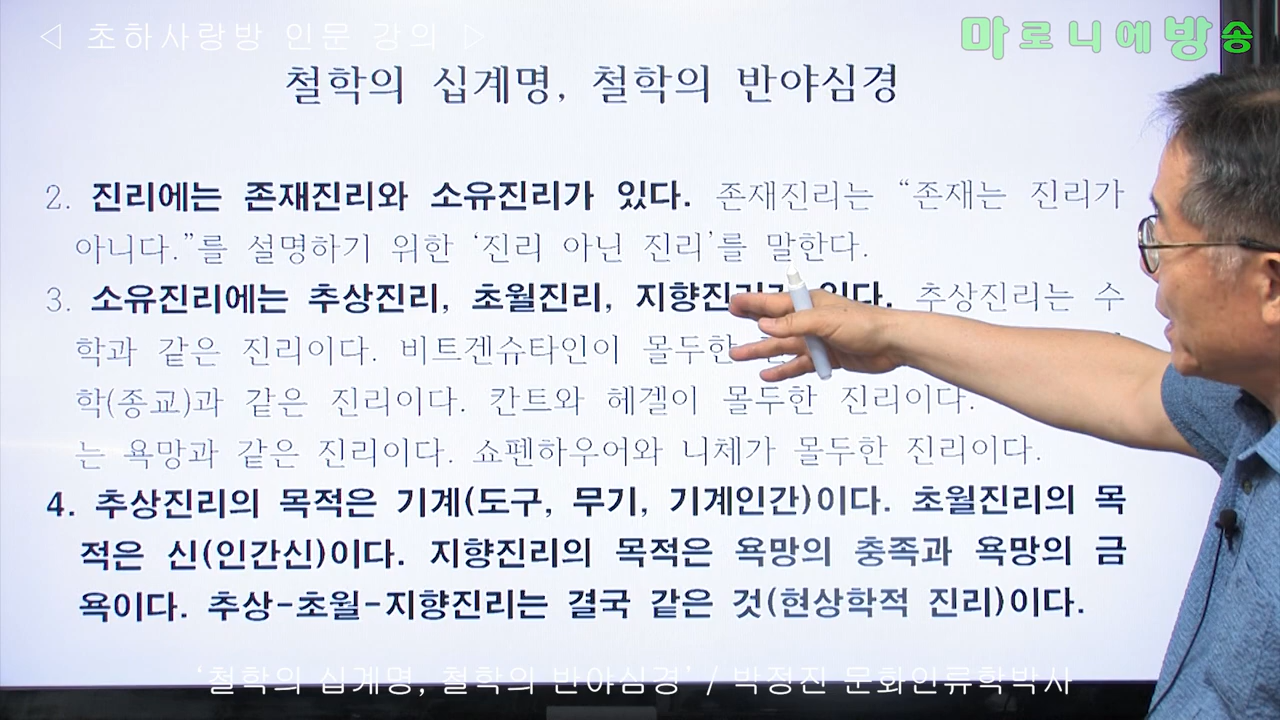 ◁ 초하사랑방 인문 강의 ▷
마로니에방송
철학의 십계명, 철학의 반야심경
2. 진리에는 존재진리와 소유진리가 있다. 존재진리는 “존재는 진리가
아니다.”를 설명하기 위한 ‘진리 아닌 진리’를 말한다.
3. 소유진리에는 추상진리, 초월진리, 지향진리가 있다. 추상진리는 수
학과 같은 진리이다. 비트겐슈타인이 몰두한
학(종교)과 같은 진리이다. 칸트와 헤겔이 몰두한 진리이다.
는 욕망과 같은 진리이다. 쇼펜하우어와 니체가 몰두한 진리이다.
4. 추상진리의 목적은 기계(도구, 무기, 기계인간)이다. 초월진리의 목
적은 신(인간신)이다. 지향진리의 목적은 욕망의 충족과 욕망의 금
욕이다. 추상-초월-지향진리는 결국 같은 것(현상학적 진리)이다.
‘철학의 십계명, 철학의 반야심경’ / 박정진 문화인류학박사